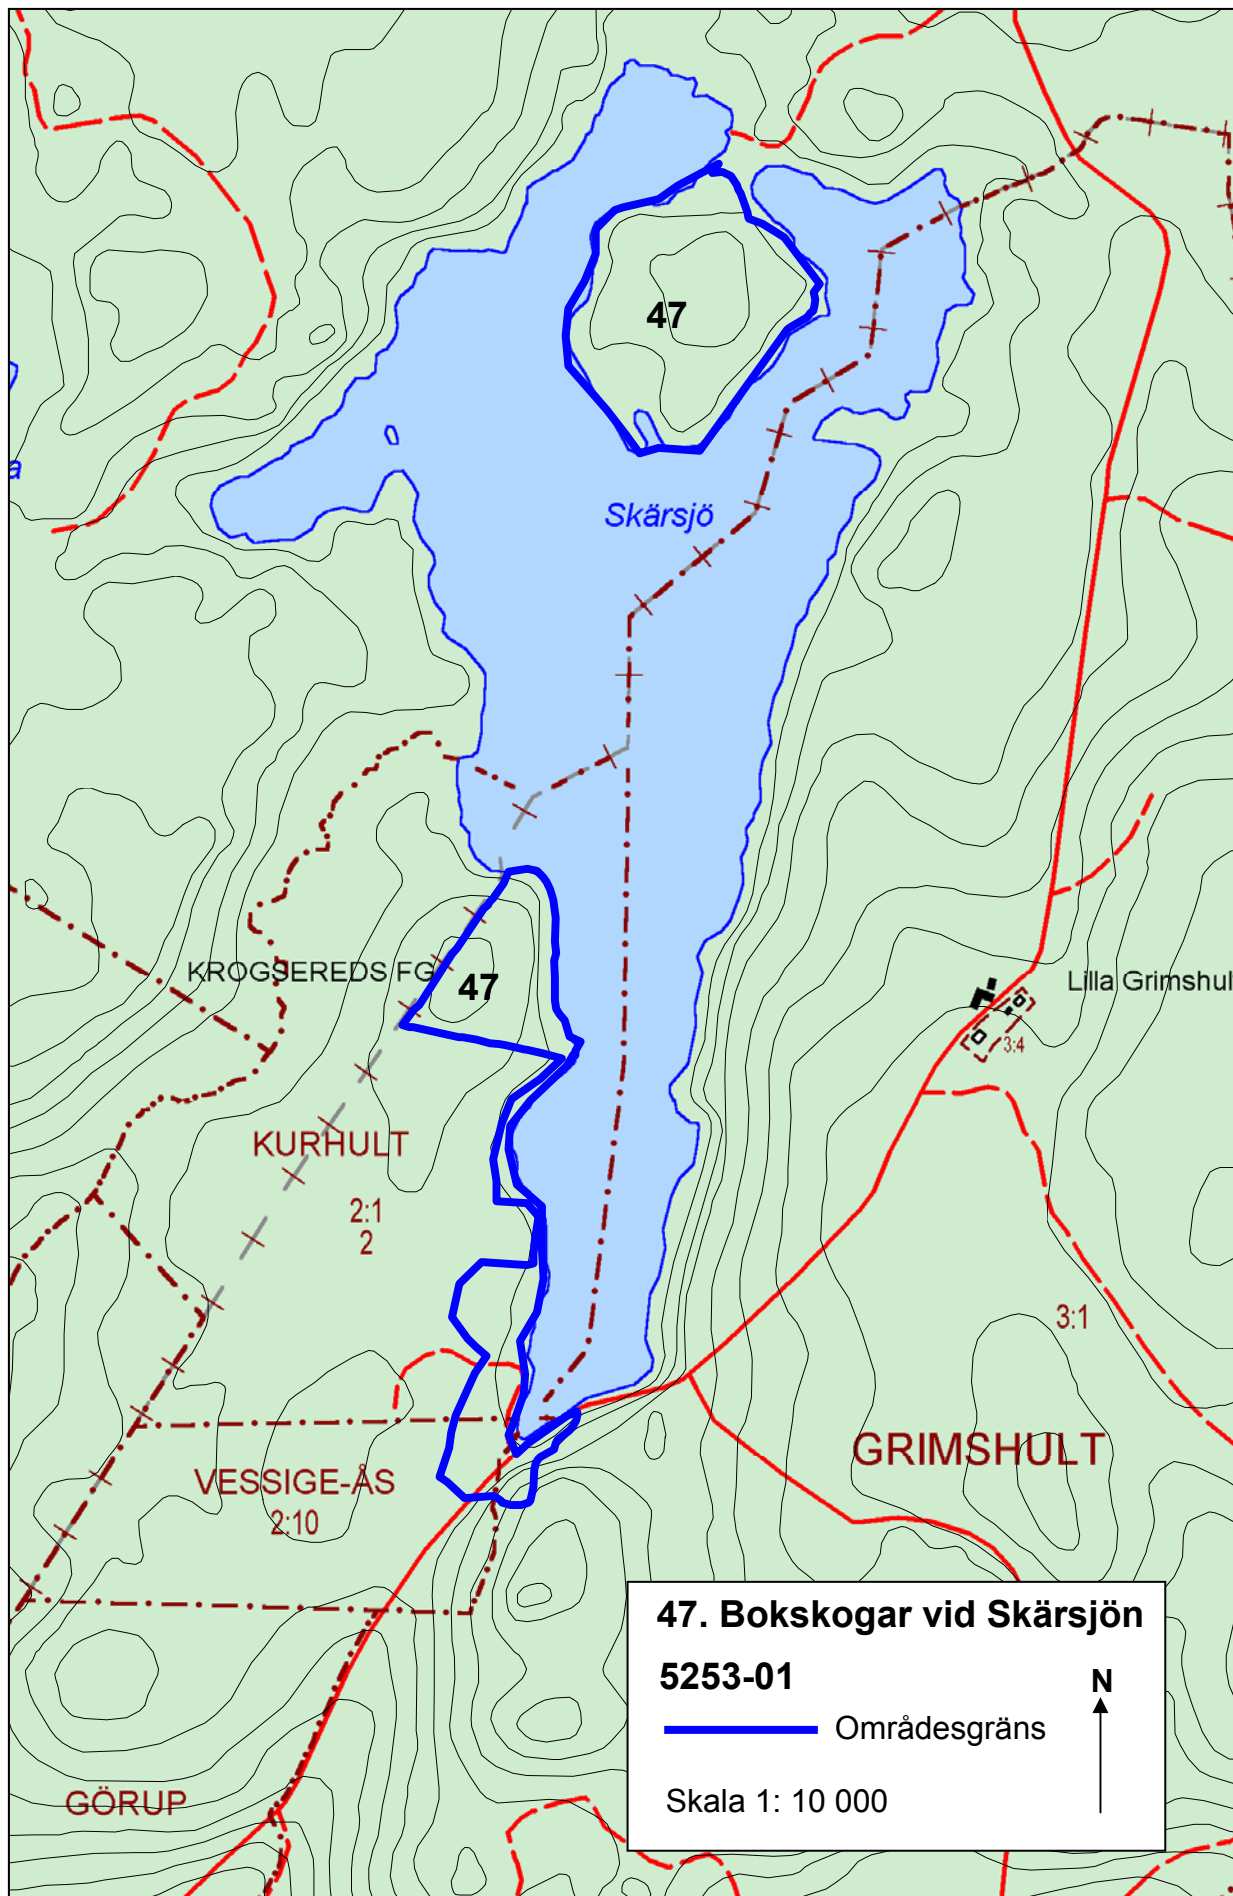 47
a
Skärsjö
KROGSEREDS FG
47
Lilla Grimshul
3:4
KURHULT
2:1
2
3:1
GRIMSHULT
VESSIGE-ÅS
2:10
47. Bokskogar vid Skärsjön
5253-01
N
Områdesgräns
Skala 1: 10 000
GÖRUP